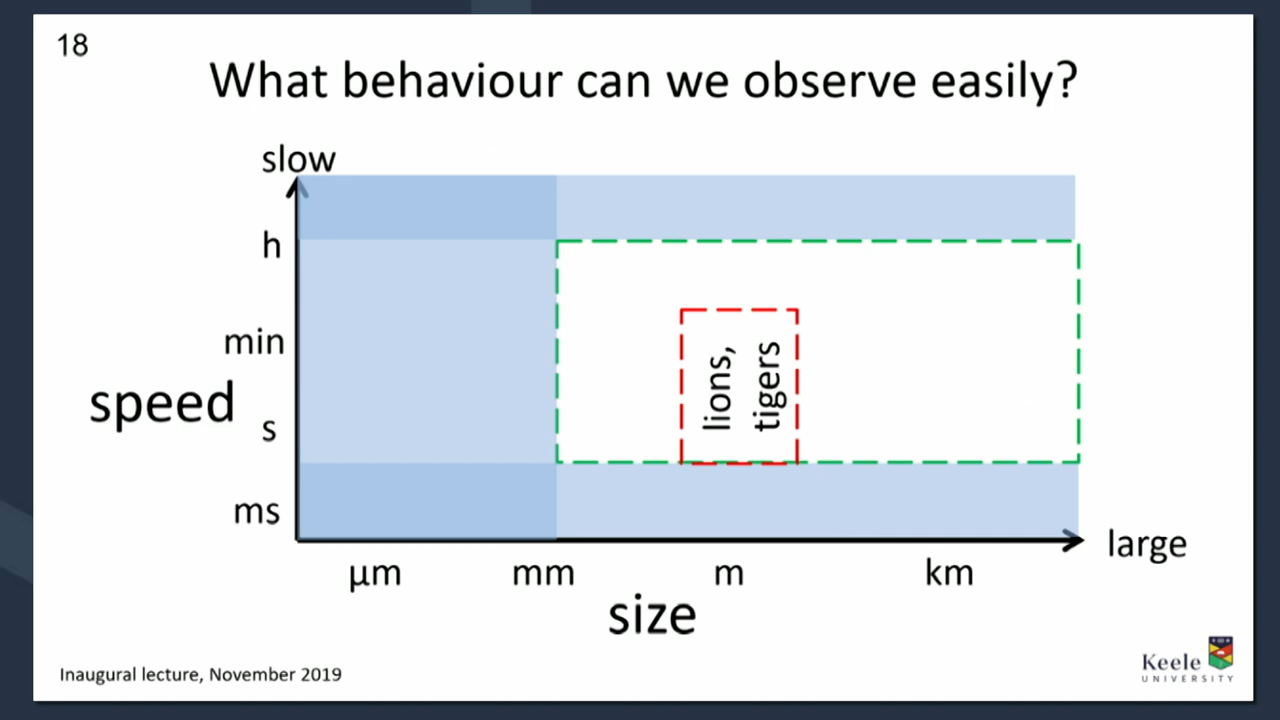 18
What behaviour can we observe easily?
slow
h
min
speed
s
ms
lions,
tigers
large
µm mm m km
size
Inaugural lecture, November 2019
Keele
UNIVERSITY